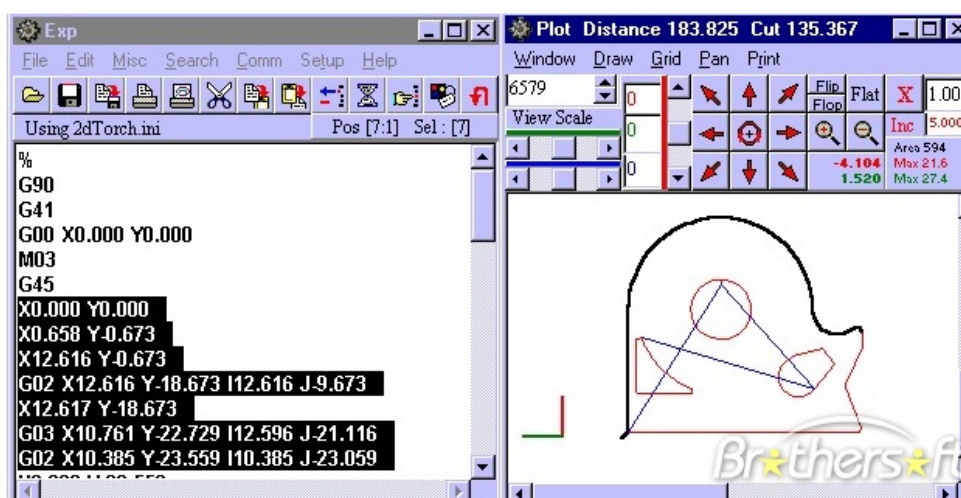 Exp
File Edit Misc Search Comm Setup Help
Using 2dTorch.ini Pos [7:1] Sel : [7]
%
G90
G41
G00 X0.000 Y0.000
M03
G45
X0.000 Y0.000
X0.658 Y-0.673
X12.616 Y-0.673
G02 X12.616 Y-18.673 I12.616 J-9.673
X12.617 Y-18.673
G03 X10.761 Y-22.729 I12.596 J-21.116
G02 X10.385 Y-23.559 I10.385 J-23.059
Plot Distance 183.825 Cut 135.367
Window Draw Grid Pan Print
6579
View Scale
0
0
0
Flip
Flop
Flat
X 1.00
Inc 5.000
Area 594
-4.104 Max 21.6
1.520 Max 27.4
Brothersoft